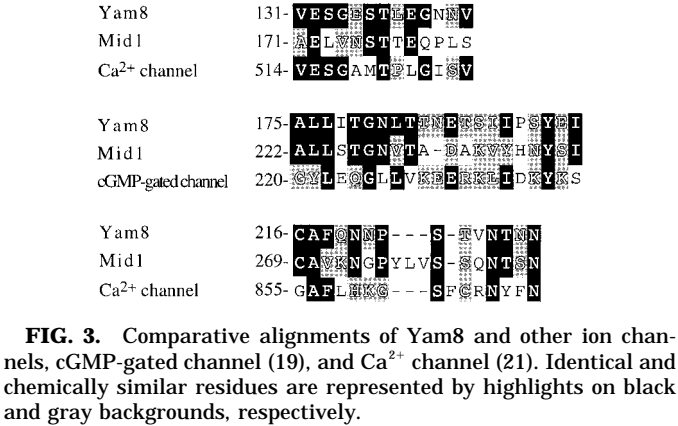 Yam8 131- VESGESTLEGNNV
Mid1 171- AELVNSTTEQPLS
Ca2+ channel 514- VESGAMTPLGISV
Yam8 175- ALLITGNLTTNETSIIPSYEI
Mid1 222- ALLSTGNVTA-DAKVYHNYSI
cGMP-gated channel 220- GYLEQGLLVKEERKLIDKYKS
Yam8 216- CAFQNNP---S-TVNTNN
Mid1 269- CAVKNGPYLVS-SQNTSN
Ca2+ channel 855- GAFLHKG---SFCRNYFN
FIG. 3. Comparative alignments of Yam8 and other ion chan-
nels, cGMP-gated channel (19), and Ca2+ channel (21). Identical and
chemically similar residues are represented by highlights on black
and gray backgrounds, respectively.